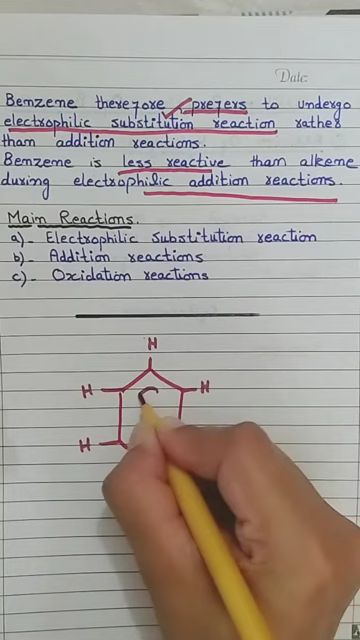 Date:
Benzene therefore prefers to undergo
electrophilic substitution reaction rather
than addition reactions.
Benzene is less reactive than alkene
during electrophilic addition reactions.
Main Reactions.
a)- Electrophilic Substitution reaction
b)- Addition reactions
c)- Oxidation reactions
H
H H
H